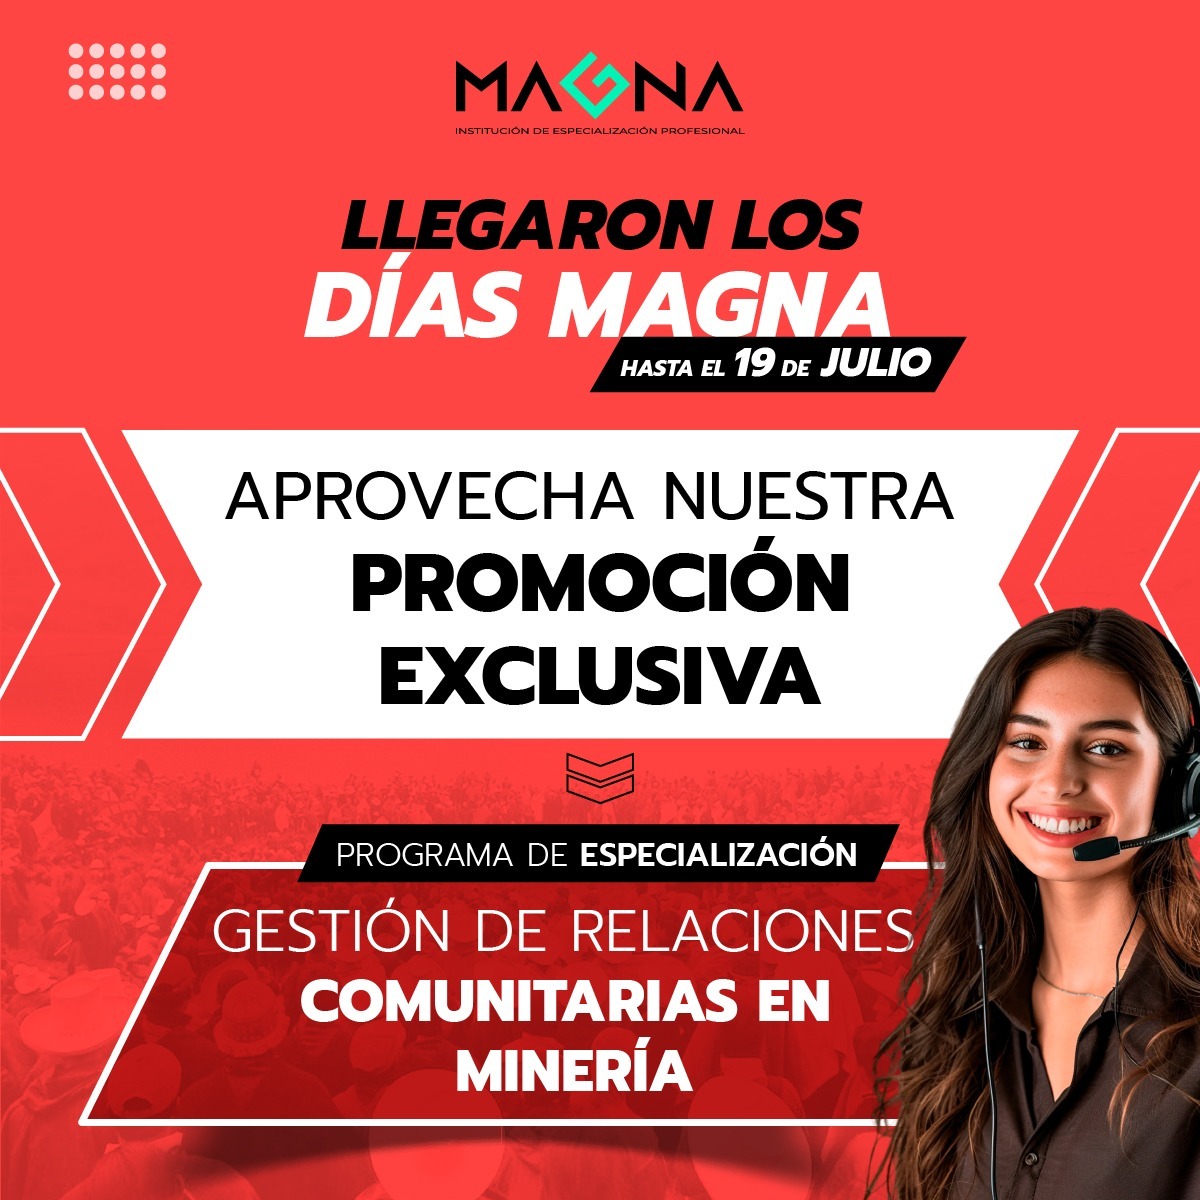 MAGNA
INSTITUCIÓN DE ESPECIALIZACIÓN PROFESIONAL
LLEGARON LOS
DÍAS MAGNA
HASTA EL 19 DE JULIO
APROVECHA NUESTRA
PROMOCIÓN
EXCLUSIVA
PROGRAMA DE ESPECIALIZACIÓN
GESTIÓN DE RELACIONES
COMUNITARIAS EN
MINERÍA